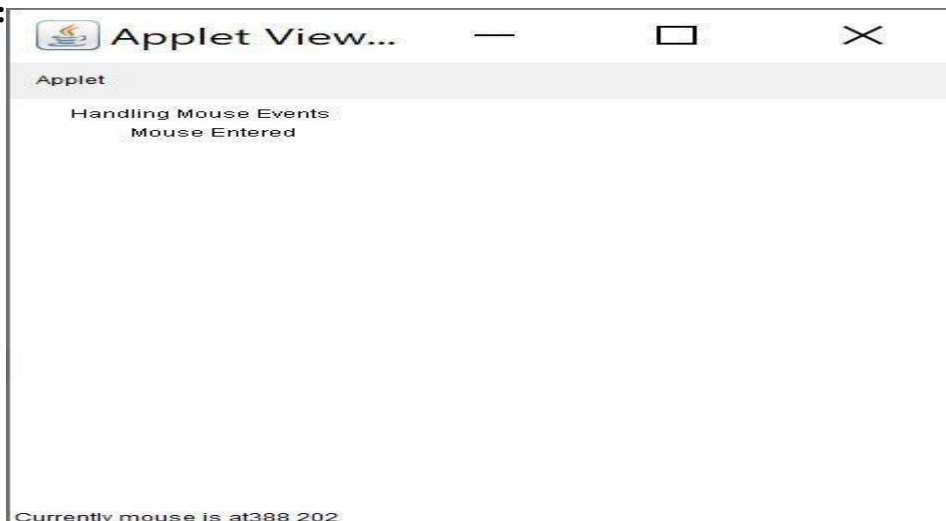 :
Applet View...
Applet
Handling Mouse Events
Mouse Entered
Currently mouse is at388 202